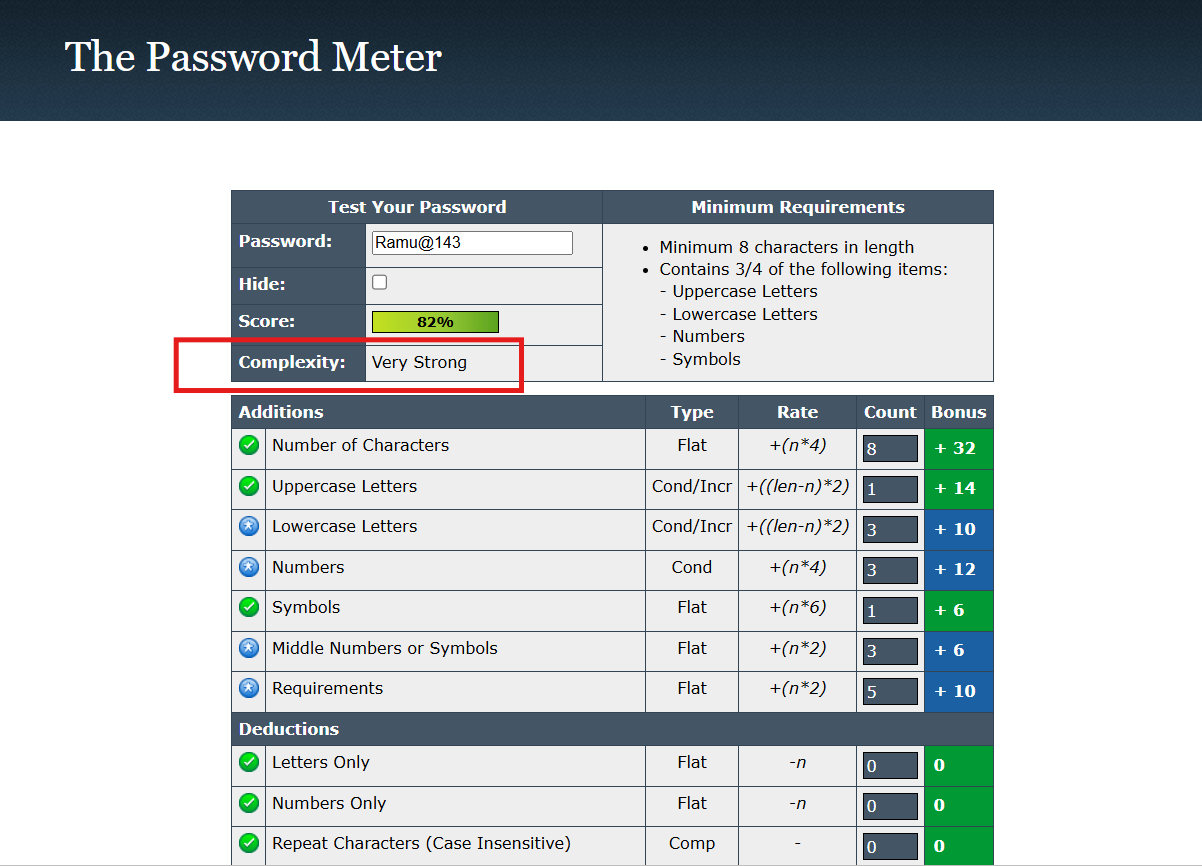 The Password Meter
Test Your Password Minimum Requirements
Password: Ramu@143
Hide:
Score: 82%
Complexity: Very Strong
• Minimum 8 characters in length
• Contains 3/4 of the following items:
- Uppercase Letters
- Lowercase Letters
- Numbers
- Symbols
Additions Type Rate Count Bonus
Number of Characters Flat +(n*4) 8 + 32
Uppercase Letters Cond/Incr +((len-n)*2) 1 + 14
Lowercase Letters Cond/Incr +((len-n)*2) 3 + 10
Numbers Cond +(n*4) 3 + 12
Symbols Flat +(n*6) 1 + 6
Middle Numbers or Symbols Flat +(n*2) 3 + 6
Requirements Flat +(n*2) 5 + 10
Deductions
Letters Only Flat -n 0 0
Numbers Only Flat -n 0 0
Repeat Characters (Case Insensitive) Comp - 0 0